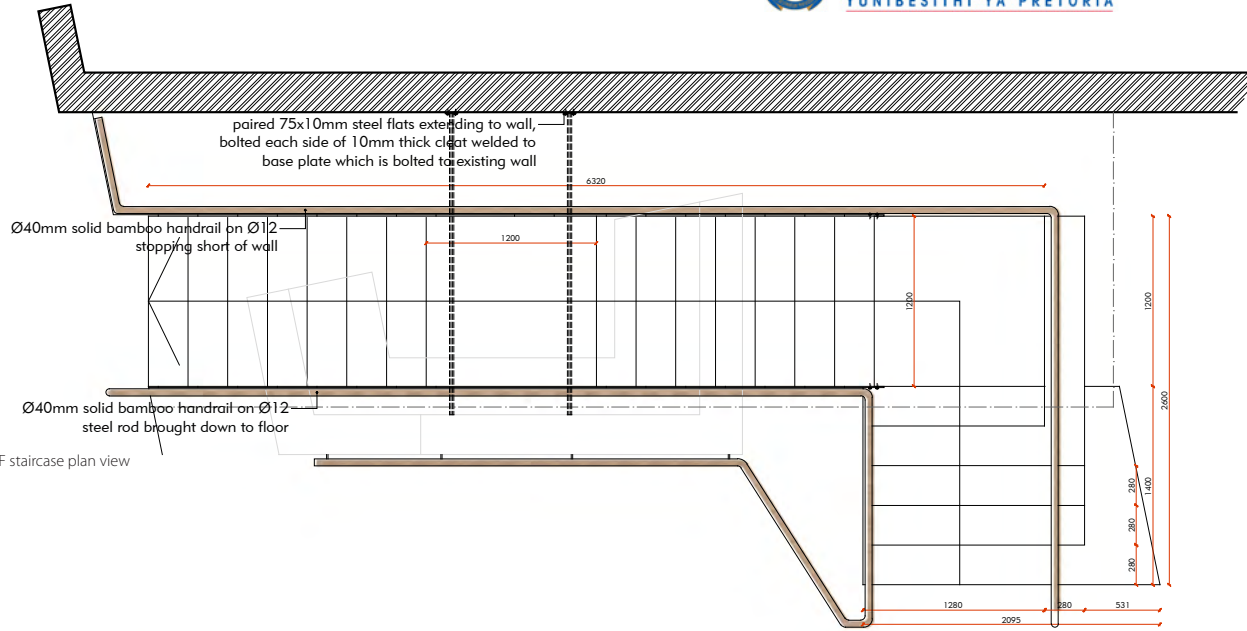 YUNIBESITHI YA PRETORIA
paired 75x10mm steel flats extending to wall,
bolted each side of 10mm thick cleat welded to
base plate which is bolted to existing wall
6320
Ø40mm solid bamboo handrail on Ø12
stopping short of wall
1200
1200
1200
2600
Ø40mm solid bamboo handrail on Ø12
steel rod brought down to floor
F staircase plan view
280
1400
280
280
1280
280
531
2095